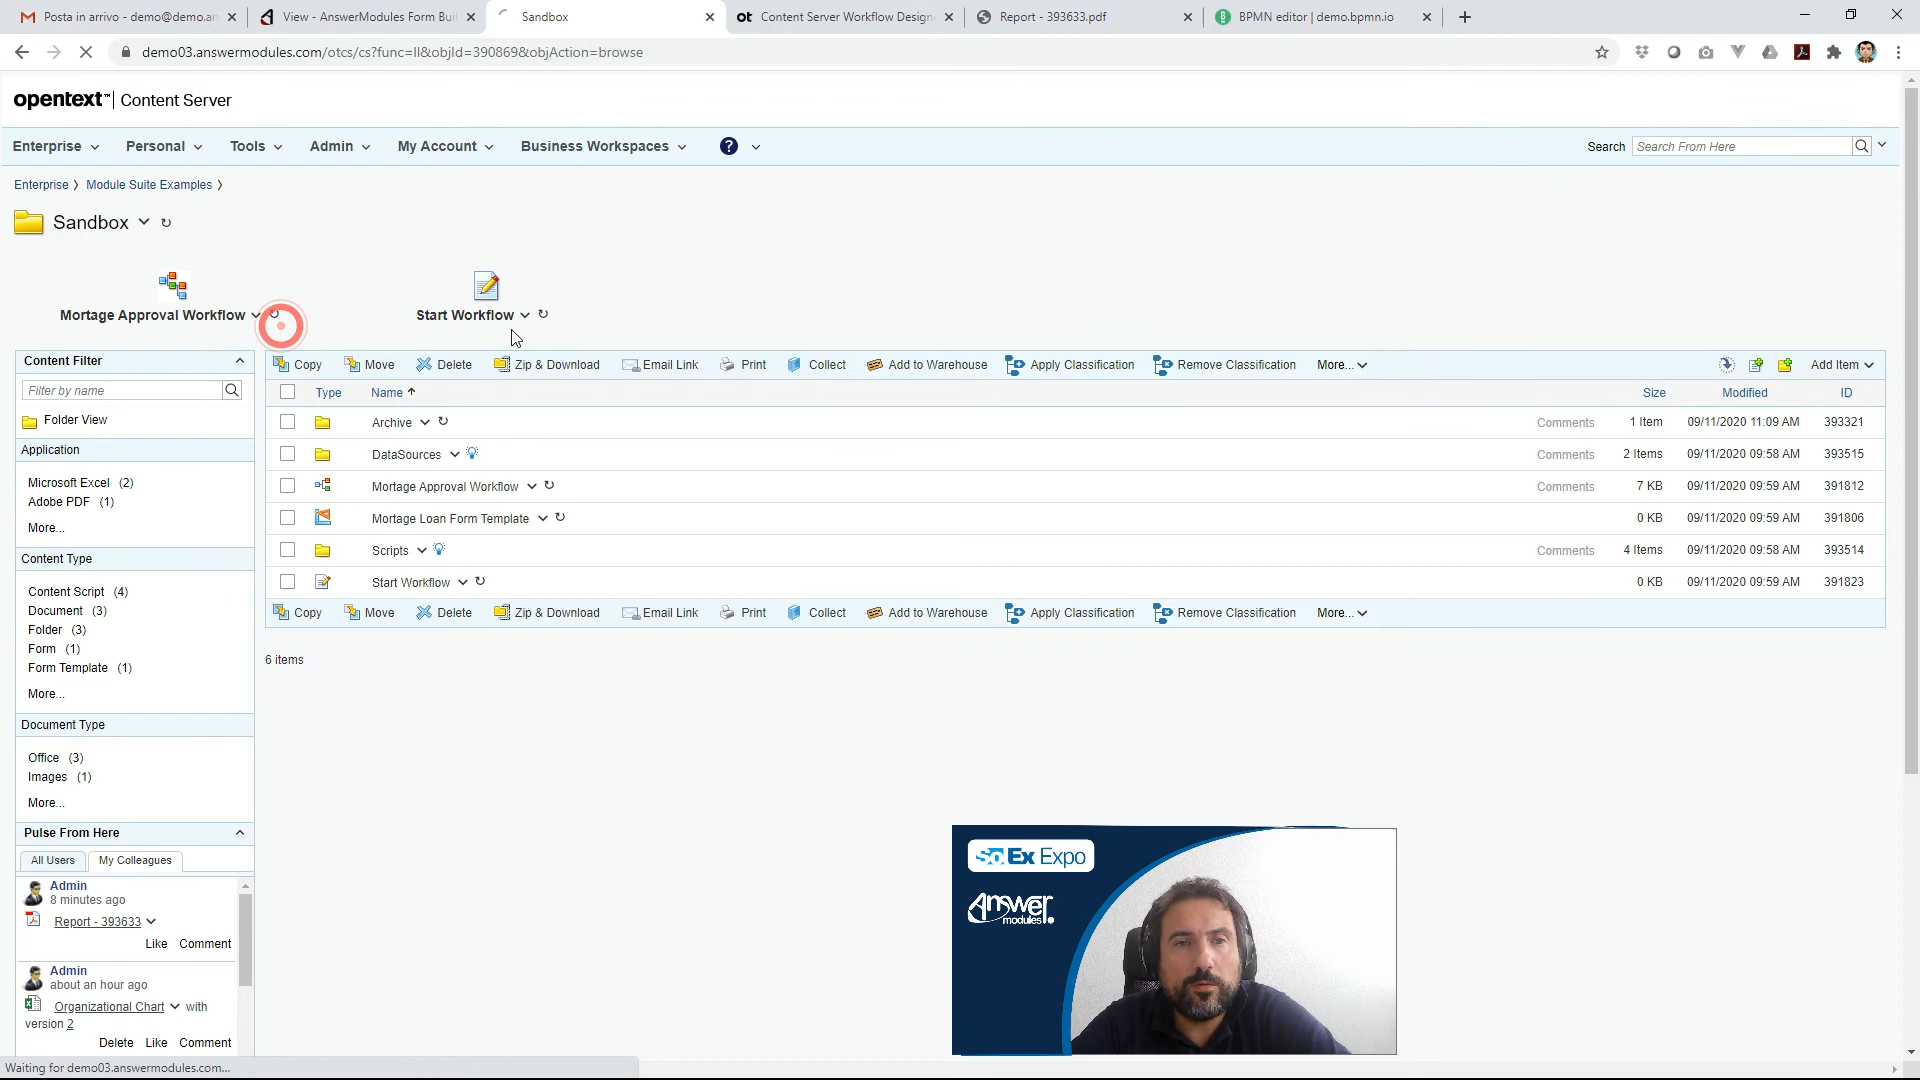 Posta in arrivo - demo@demo.an
View - AnswerModules Form Buil
Sandbox
Content Server Workflow Design
Report - 393633.pdf
BPMN editor | demo.bpmn.io
demo03.answermodules.com/otcs/cs?func=ll&objId=390869&objAction=browse
opentext™ | Content Server
Enterprise Personal Tools Admin My Account Business Workspaces ?
Search Search From Here
Enterprise Module Suite Examples
Sandbox
Mortage Approval Workflow
Start Workflow
Content Filter
Filter by name
Folder View
Application
Microsoft Excel (2)
Adobe PDF (1)
More...
Content Type
Content Script (4)
Document (3)
Folder (3)
Form (1)
Form Template (1)
More...
Document Type
Office (3)
Images (1)
More...
Pulse From Here
All Users My Colleagues
Admin
8 minutes ago
Report - 393633
Like Comment
Admin
about an hour ago
Organizational Chart with
version 2
Delete Like Comment
Copy Move Delete Zip & Download Email Link Print Collect Add to Warehouse Apply Classification Remove Classification More... Add Item
Type Name Size Modified ID
Archive Comments 1 Item 09/11/2020 11:09 AM 393321
DataSources Comments 2 Items 09/11/2020 09:58 AM 393515
Mortage Approval Workflow Comments 7 KB 09/11/2020 09:59 AM 391812
Mortage Loan Form Template 0 KB 09/11/2020 09:59 AM 391806
Scripts Comments 4 Items 09/11/2020 09:58 AM 393514
Start Workflow 0 KB 09/11/2020 09:59 AM 391823
Copy Move Delete Zip & Download Email Link Print Collect Add to Warehouse Apply Classification Remove Classification More...
6 items
SoEx Expo
Answer
modules
Waiting for demo03.answermodules.com...